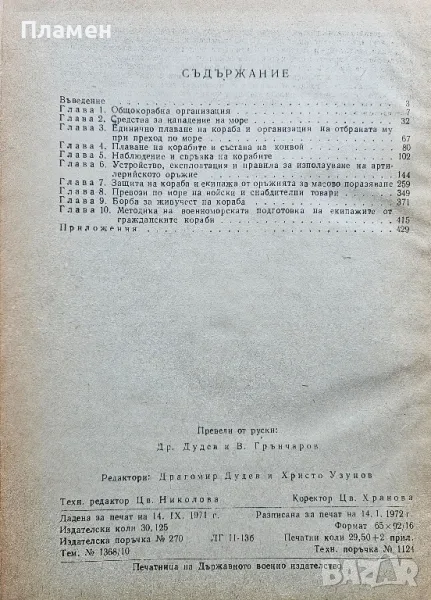 Пламен
СЪДЪРЖАНИЕ
Въведение 3
Глава 1. Общокорабна организация 7
Глава 2. Средства за нападение на море 32
Глава 3. Единично плаване на кораба и организация на отбраната му
при преход по море 67
Глава 4. Плаване на корабите в състава на конвой 80
Глава 5. Наблюдение и свръзка на корабите 102
Глава 6. Устройство, експлоатация и правила за използуване на арти-
лерийското оръжие 144
Глава 7. Защита на кораба и екипажа от оръжията за масово поразяване 259
Глава 8. Превози по море на войски и снабдителни товари 349
Глава 9. Борба за живучест на кораба 371
Глава 10. Методика на военноморската подготовка на екипажите от
гражданските кораби 415
Приложения 429
Превели от руски:
Др. Дудев и В. Грънчаров
Редактори: Драгомир Дудев и Христо Узунов
Техн. редактор Цв. Николова Коректор Цв. Хранова
Дадена за печат на 14. IX. 1971 г. Разписана за печат на 14. I. 1972 г.
Издателски коли 30,125 Формат 65×92/16
Издателска поръчка № 270 ЛГ II-13б Печатни коли 29,50+2 прил.
Тем. № 1368/10 Техн. поръчка № 1124
Печатница на Държавното военно издателство
BAZAR